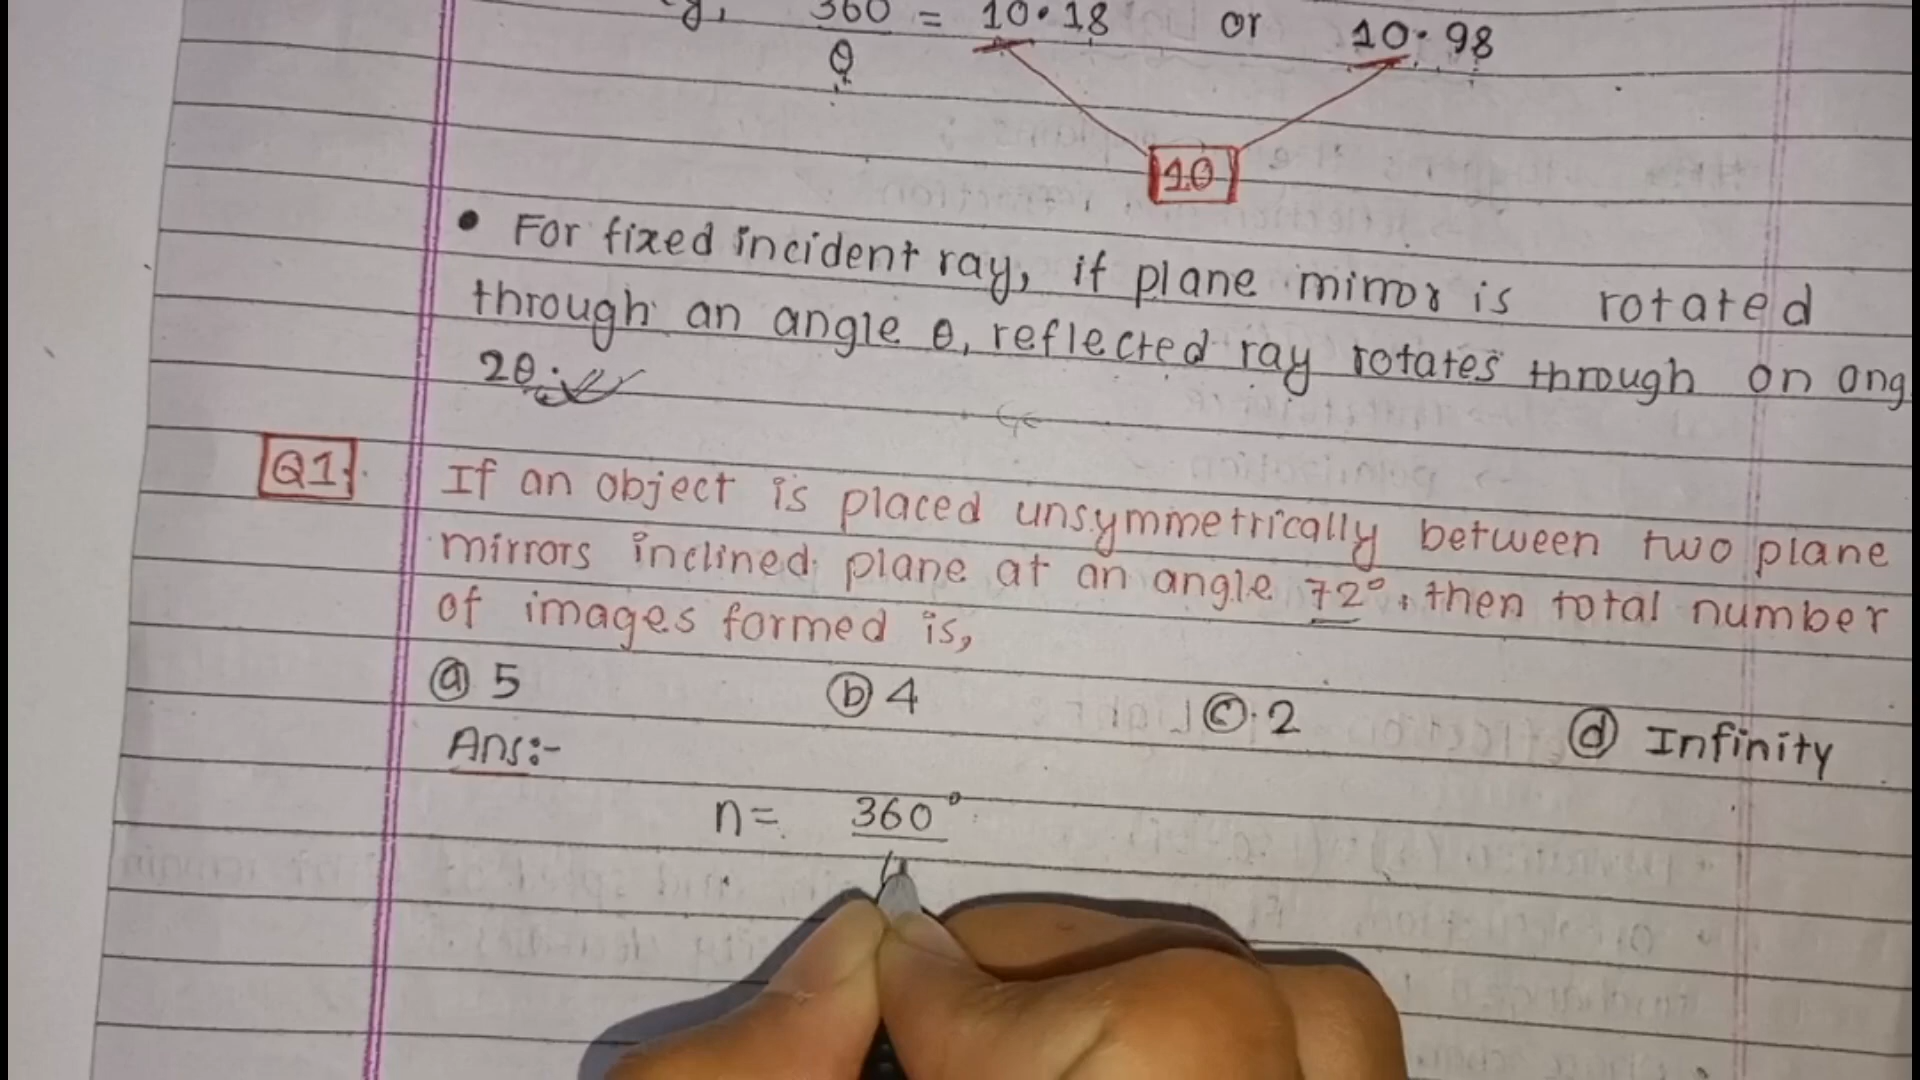 360 = 10.18 or 10.98
θ
10
• For fixed incident ray, if plane mirror is rotated
through an angle θ, reflected ray rotates through on ang
2θ.
Q1. If an object is placed unsymmetrically between two plane
mirrors inclined plane at an angle 72°, then total number
of images formed is,
ⓐ 5 ⓑ 4 ⓒ 2 ⓓ Infinity
Ans:-
n = 360°